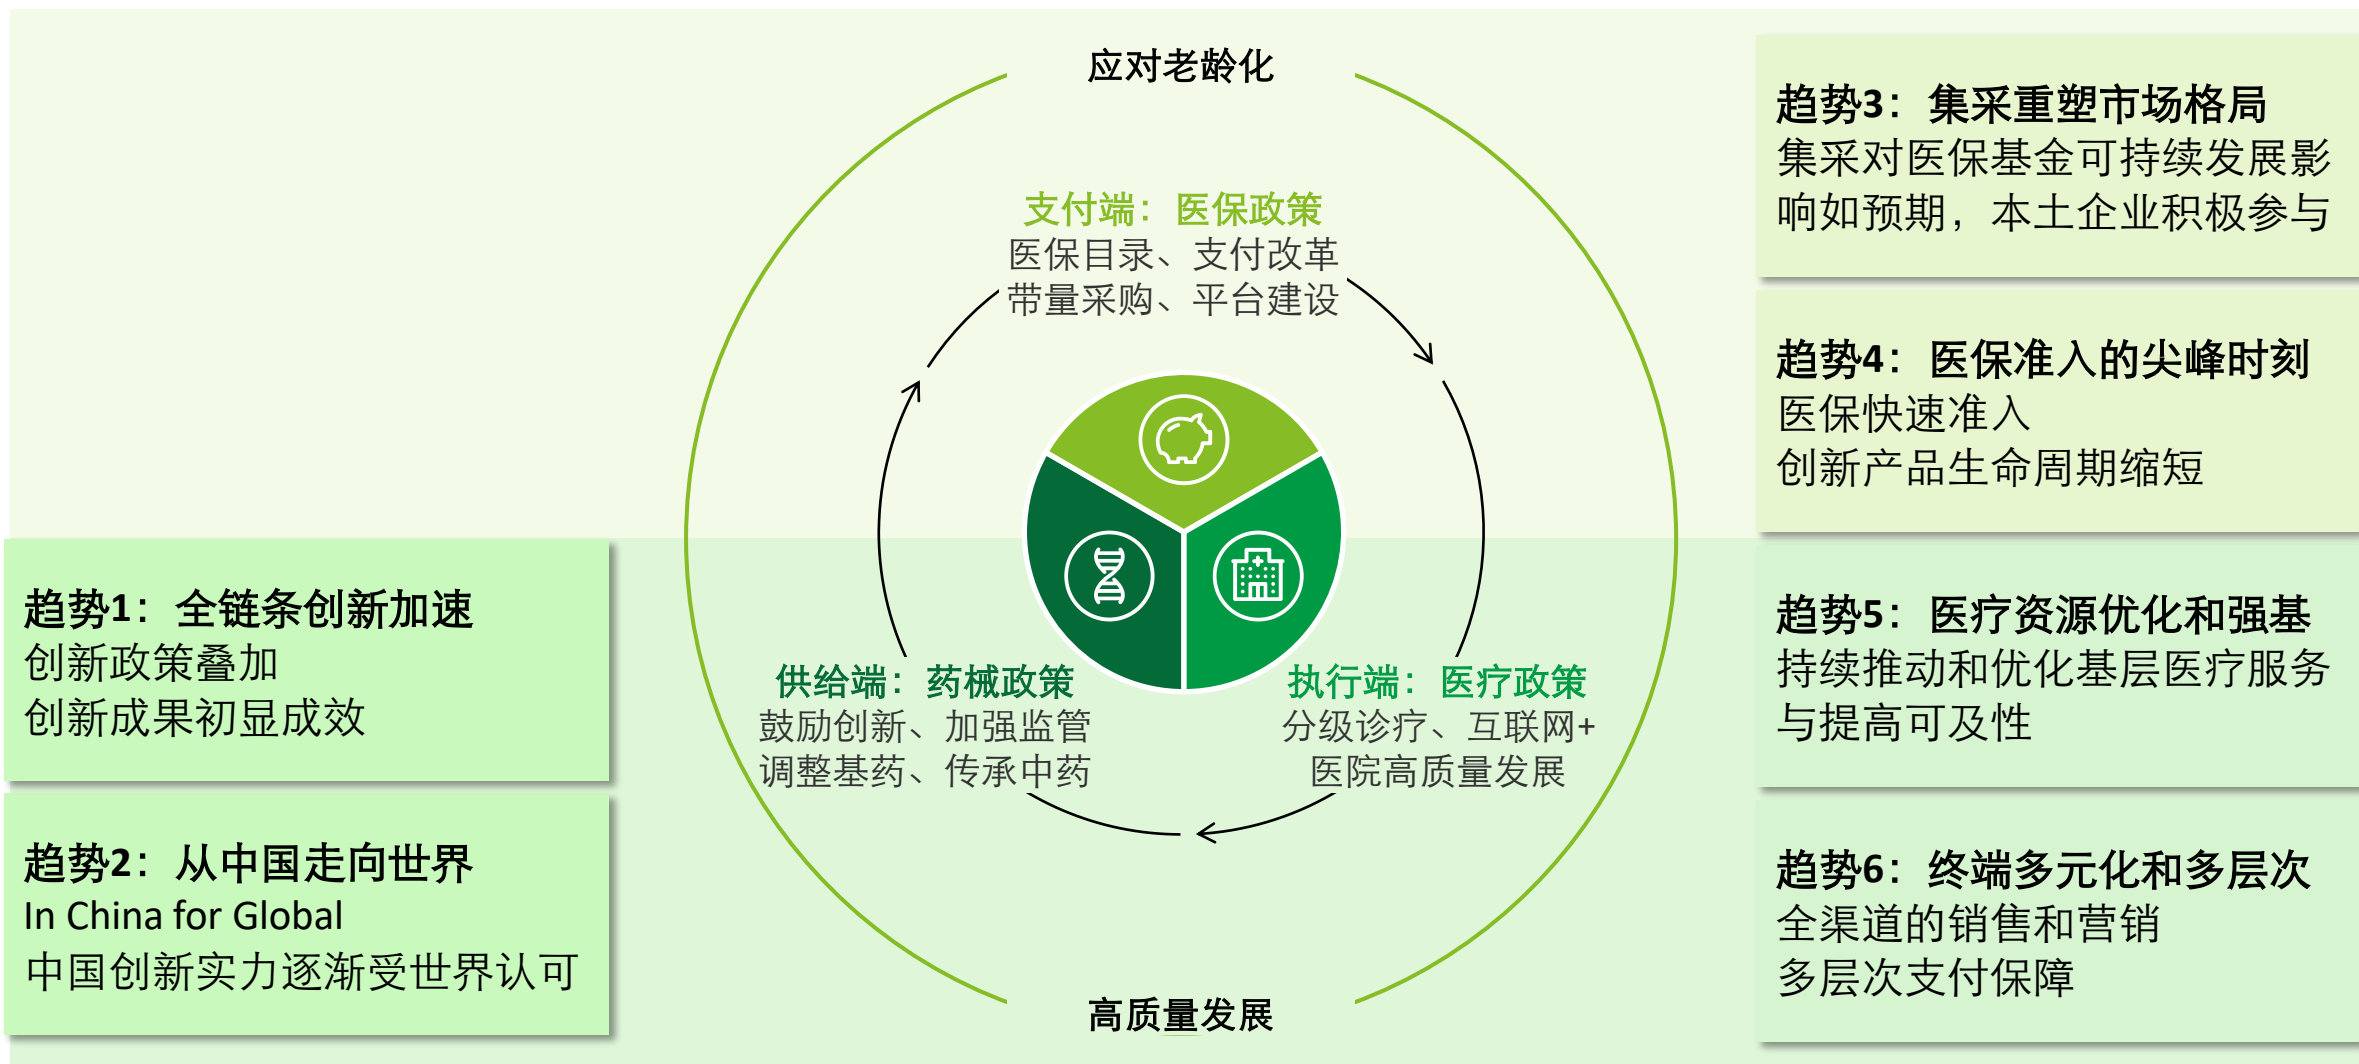 应对老龄化
支付端：医保政策
医保目录、支付改革
带量采购、平台建设
供给端：药械政策
鼓励创新、加强监管
调整基药、传承中药
执行端：医疗政策
分级诊疗、互联网+
医院高质量发展
高质量发展
趋势1：全链条创新加速
创新政策叠加
创新成果初显成效
趋势2：从中国走向世界
In China for Global
中国创新实力逐渐受世界认可
趋势3：集采重塑市场格局
集采对医保基金可持续发展影
响如预期，本土企业积极参与
趋势4：医保准入的尖峰时刻
医保快速准入
创新产品生命周期缩短
趋势5：医疗资源优化和强基
持续推动和优化基层医疗服务
与提高可及性
趋势6：终端多元化和多层次
全渠道的销售和营销
多层次支付保障